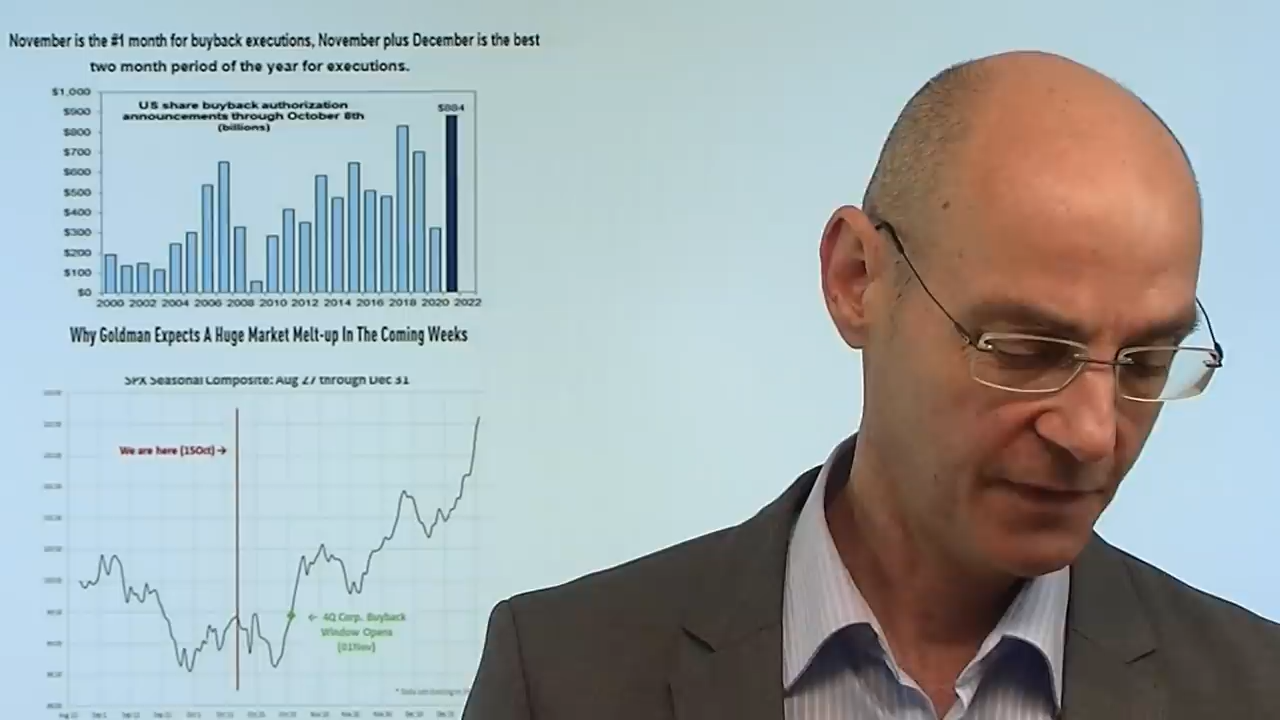 November is the #1 month for buyback executions, November plus December is the best
two month period of the year for executions.
$1,000
$900
$800
$700
$600
$500
$400
$300
$200
$100
$0
US share buyback authorization
announcements through October 8th
(billions)
$884
2000 2002 2004 2006 2008 2010 2012 2014 2016 2018 2020 2022
Why Goldman Expects A Huge Market Melt-up In The Coming Weeks
SPX Seasonal Composite: Aug 27 through Dec 31
We are here (15Oct) →
← 4Q Corp. Buyback
Window Opens
(01Nov)